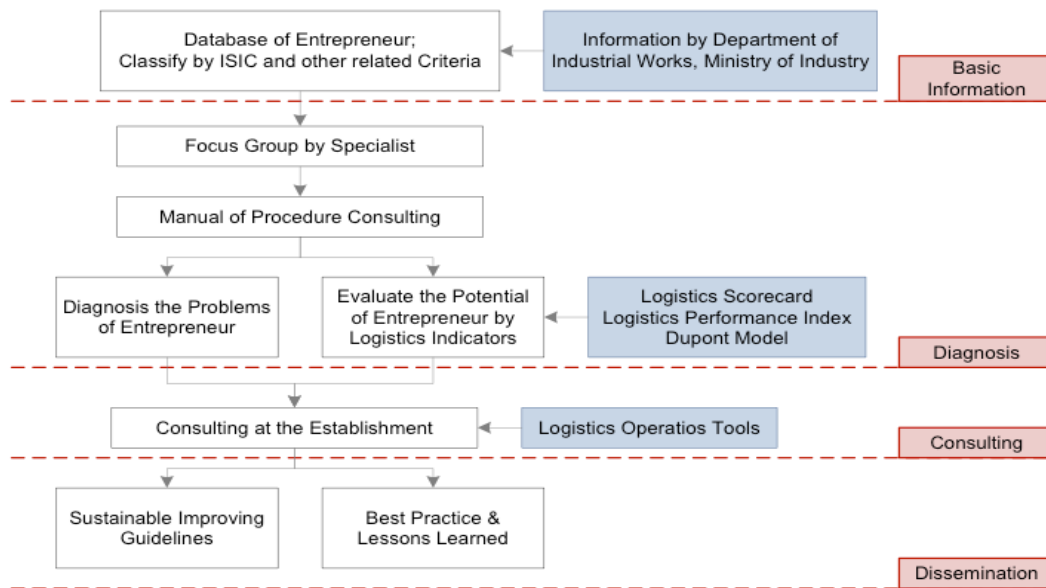 Database of Entrepreneur;
Classify by ISIC and other related Criteria
Information by Department of
Industrial Works, Ministry of Industry
Basic
Information
Focus Group by Specialist
Manual of Procedure Consulting
Diagnosis the Problems
of Entrepreneur
Evaluate the Potential
of Entrepreneur by
Logistics Indicators
Logistics Scorecard
Logistics Performance Index
Dupont Model
Diagnosis
Consulting at the Establishment
Logistics Operatios Tools
Consulting
Sustainable Improving
Guidelines
Best Practice &
Lessons Learned
Dissemination